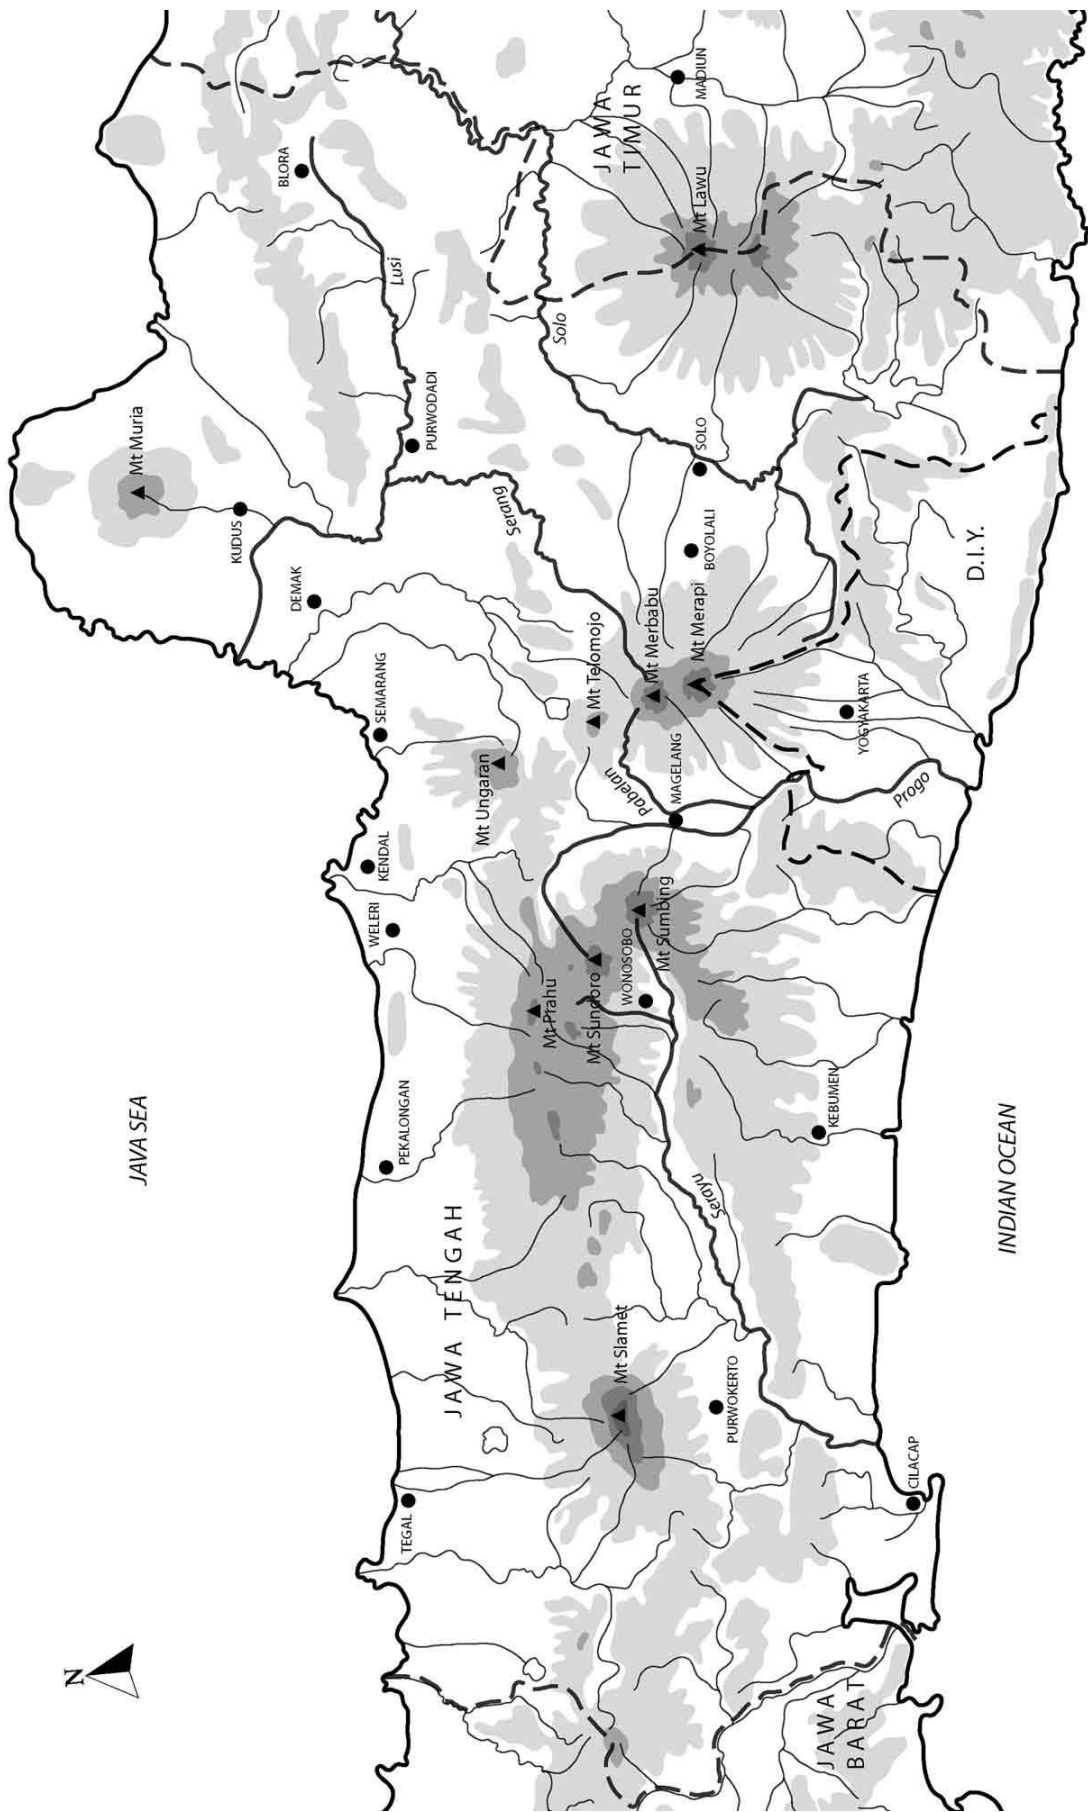 N
JAVA SEA
Mt Muria
KUDUS
DEMAK
BLORA
WELERI
SEMARANG
KENDAL
Lusi
TEGAL
PEKALONGAN
PURWODADI
JAWA TENGAH
Mt Ungaran
Serang
Mt Prahu
Solo
Mt Sundoro
Mt Telomojo
Pabelan
JAWA
TIMUR
Mt Slamet
WONOSOBO
Mt Merbabu
Mt Sumbing
MAGELANG
Mt Merapi
SOLO
Mt Lawu
MADIUN
BOYOLALI
Serayu
PURWOKERTO
KEBUMEN
YOGYAKARTA
JAWA
BARAT
CILACAP
Progo
D.I.Y.
INDIAN OCEAN